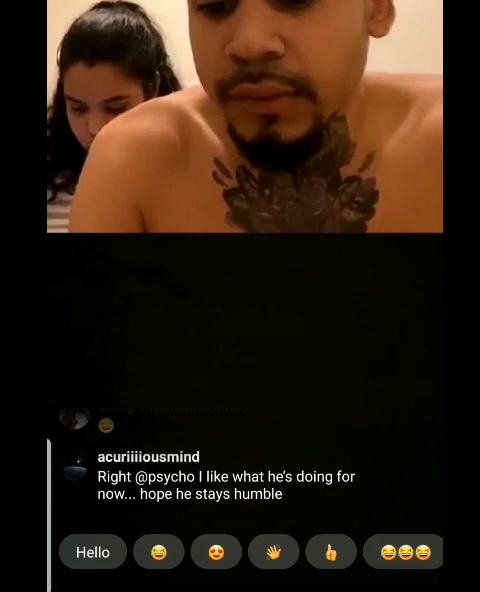 acuriiiiousmind
Right @psycho I like what he's doing for
now... hope he stays humble
Hello